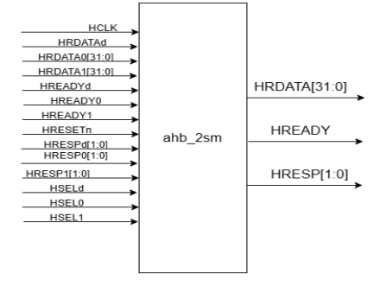 HCLK
HRDATAd
HRDATA0[31:0]
HRDATA1[31:0]
HREADYd
HREADY0
HREADY1
HRESETn
HRESPd[1:0]
HRESP0[1:0]
HRESP1[1:0]
HSELd
HSEL0
HSEL1
ahb_2sm
HRDATA[31:0]
HREADY
HRESP[1:0]